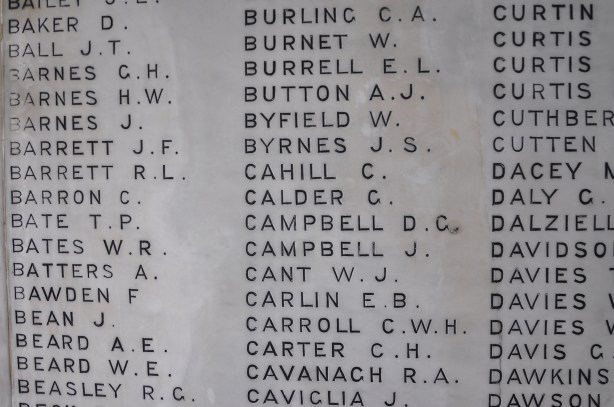 BAILEY
BAKER D.
BALL J.T.
BARNES G.H.
BARNES H.W.
BARNES J.
BARRETT J.F.
BARRETT R.L.
BARRON C.
BATE T.P.
BATES W.R.
BATTERS A.
BAWDEN F
BEAN J.
BEARD A.E.
BEARD W.E.
BEASLEY R.G.
BURLING C.A.
BURNET W.
BURRELL E.L.
BUTTON A.J.
BYFIELD W.
BYRNES J.S.
CAHILL C.
CALDER G.
CAMPBELL D.G.
CAMPBELL J.
CANT W.J.
CARLIN E.B.
CARROLL C.W.H.
CARTER C.H.
CAVANAGH R.A.
CAVIGLIA J.
CURTIN
CURTIS
CURTIS
CURTIS
CUTHBER
CUTTEN
DACEY M
DALY G.
DALZIELL
DAVIDSO
DAVIES
DAVIES
DAVIES W
DAVIS G.
DAWKINS
DAWSON